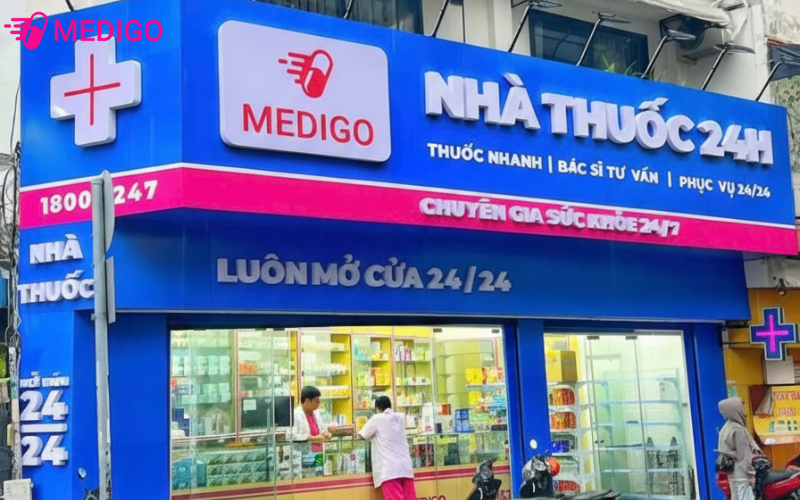 MEDIGO
MEDIGO
NHÀ THUỐC 24H
THUỐC NHANH | BÁC SĨ TƯ VẤN | PHỤC VỤ 24/24
1800 247
CHUYÊN GIA SỨC KHỎE 24/7
NHÀ
THUỐC
LUÔN MỞ CỬA 24/24
24
24
MEDIGO